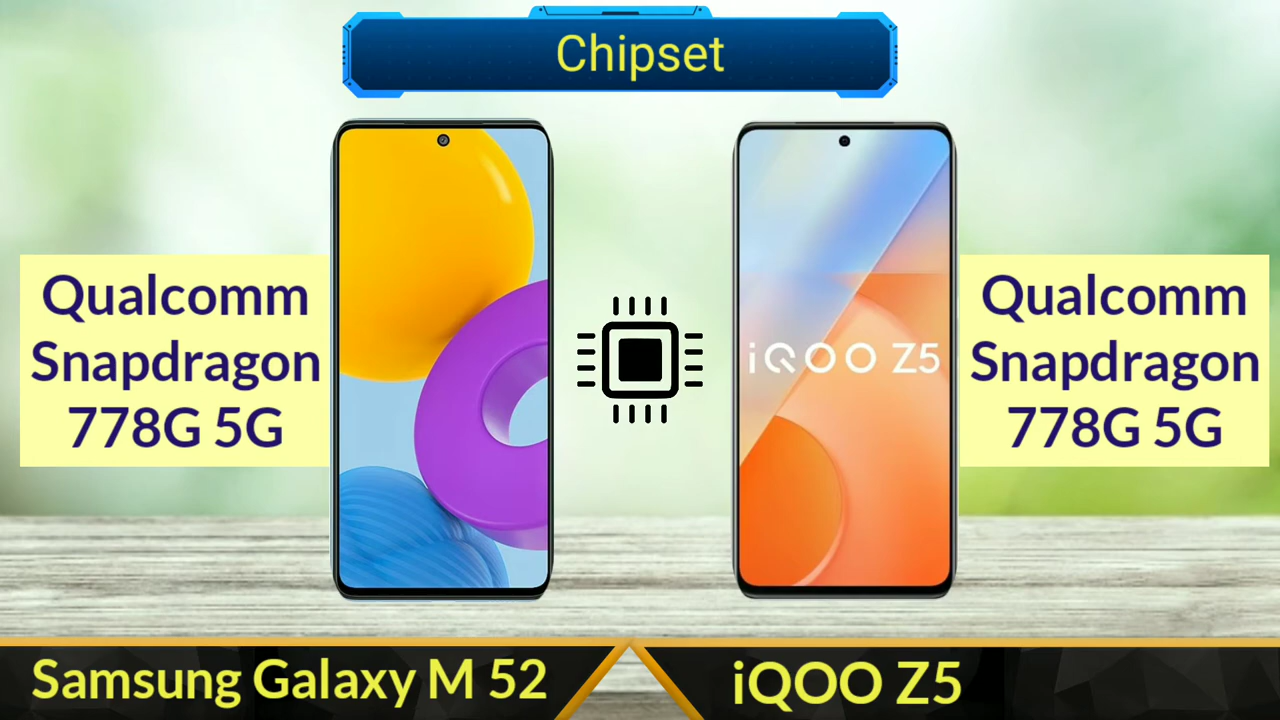 Chipset
Qualcomm
Snapdragon
778G 5G
iQOO Z5
Qualcomm
Snapdragon
778G 5G
Samsung Galaxy M 52
iQOO Z5